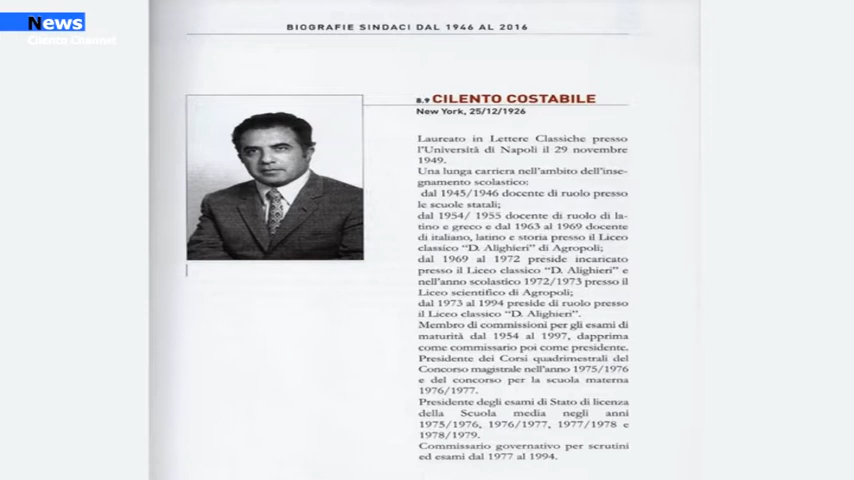 News
Cilento Channel
BIOGRAFIE SINDACI DAL 1946 AL 2016
8.9 CILENTO COSTABILE
New York, 25/12/1926
Laureato in Lettere Classiche presso
l'Università di Napoli il 29 novembre
1949.
Una lunga carriera nell'ambito dell'inse-
gnamento scolastico:
dal 1945/1946 docente di ruolo presso
le scuole statali;
dal 1954/ 1955 docente di ruolo di la-
tino e greco e dal 1963 al 1969 docente
di italiano, latino e storia presso il Liceo
classico "D. Alighieri" di Agropoli;
dal 1969 al 1972 preside incaricato
presso il Liceo classico "D. Alighieri" e
nell'anno scolastico 1972/1973 presso il
Liceo scientifico di Agropoli;
dal 1973 al 1994 preside di ruolo presso
il Liceo classico "D. Alighieri".
Membro di commissioni per gli esami di
maturità dal 1954 al 1997, dapprima
come commissario poi come presidente.
Presidente dei Corsi quadrimestrali del
Concorso magistrale nell'anno 1975/1976
e del concorso per la scuola materna
1976/1977.
Presidente degli esami di Stato di licenza
della Scuola media negli anni
1975/1976, 1976/1977, 1977/1978 e
1978/1979.
Commissario governativo per scrutini
ed esami dal 1977 al 1994.